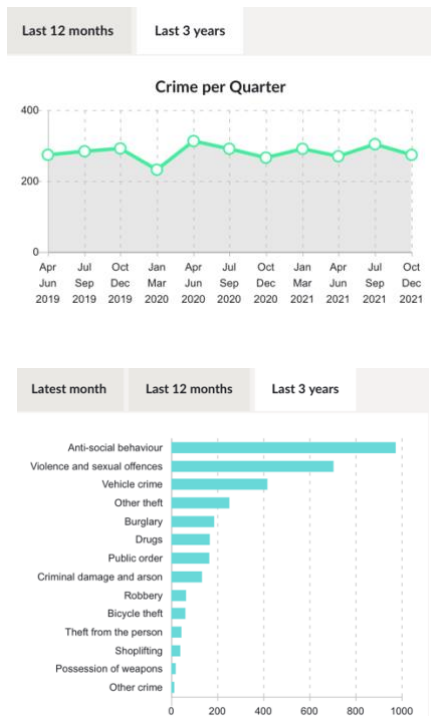 Last 12 months Last 3 years
Crime per Quarter
400
200
0
Apr Jul Oct Jan Apr Jul Oct Jan Apr Jul Oct
Jun Sep Dec Mar Jun Sep Dec Mar Jun Sep Dec
2019 2019 2019 2020 2020 2020 2020 2021 2021 2021 2021
Latest month Last 12 months Last 3 years
Anti-social behaviour
Violence and sexual offences
Vehicle crime
Other theft
Burglary
Drugs
Public order
Criminal damage and arson
Robbery
Bicycle theft
Theft from the person
Shoplifting
Possession of weapons
Other crime
0 200 400 600 800 1000